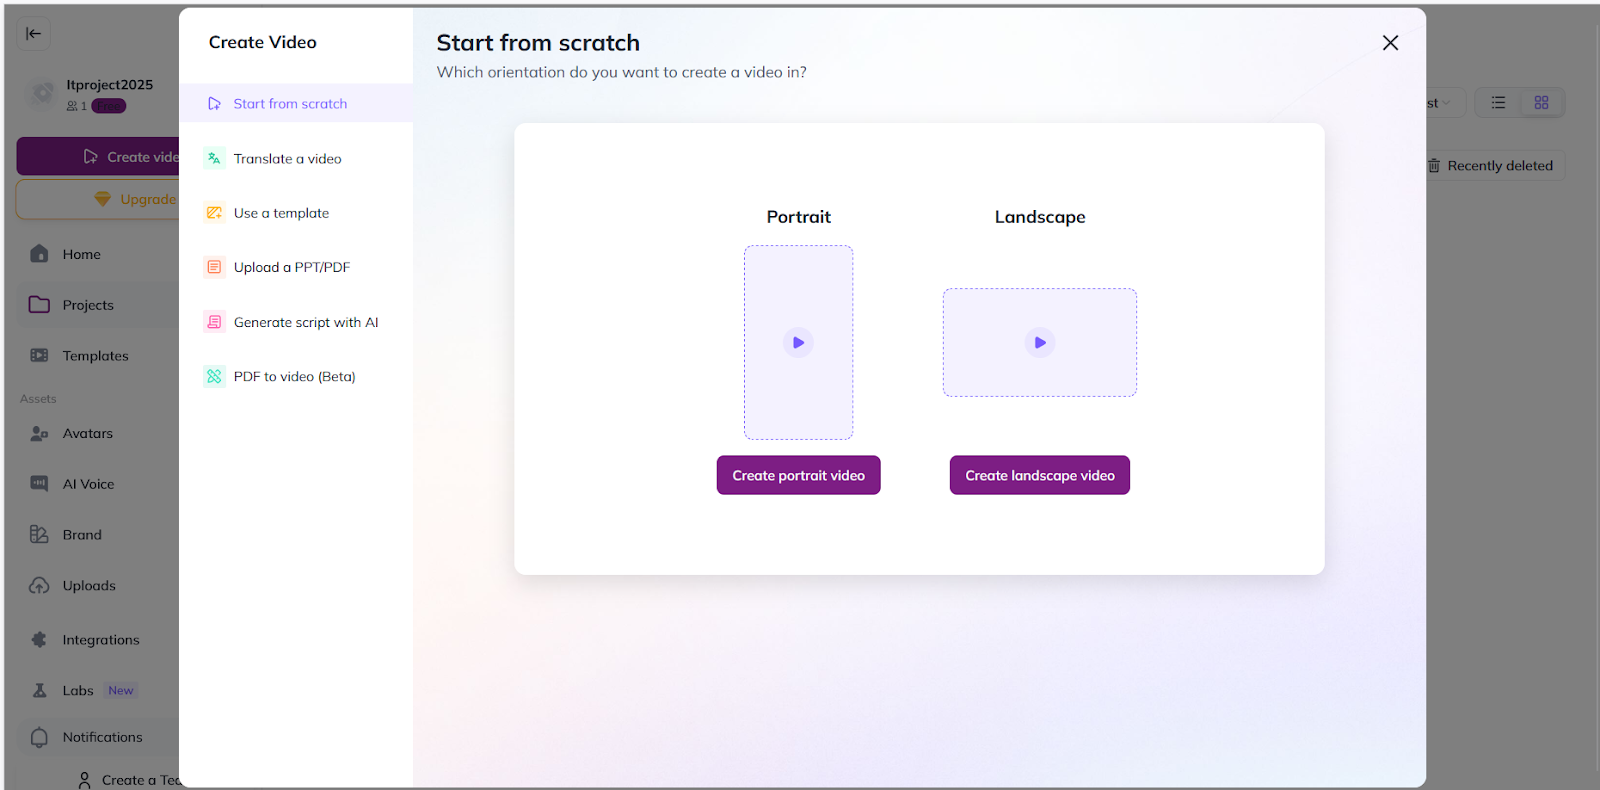 Itproject2025
1
Free
Create vide
Upgrade
Home
Projects
Templates
Assets
Avatars
AI Voice
Brand
Uploads
Integrations
Labs New
Notifications
Create a Tea
Create Video
Start from scratch
Translate a video
Use a template
Upload a PPT/PDF
Generate script with AI
PDF to video (Beta)
Start from scratch
Which orientation do you want to create a video in?
Portrait
Landscape
Create portrait video
Create landscape video
st
Recently deleted